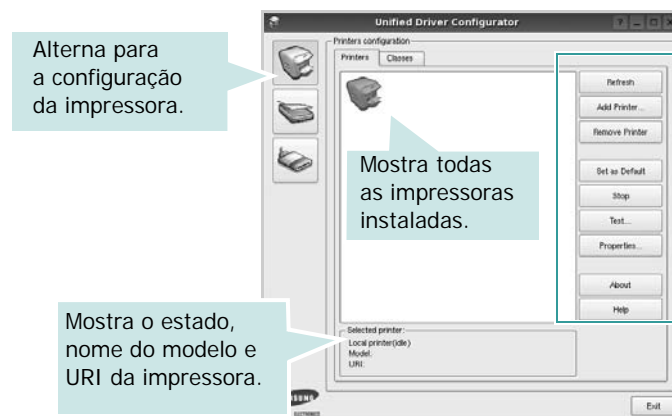 Unified Driver Configurator
Alterna para
a configuração
da impressora.
Printers configuration
Printers
Classes
Refresh
Add Printer...
Remove Printer
Set as Default
Stop
Test...
Properties...
About
Help
Mostra todas
as impressoras
instaladas.
Mostra o estado,
nome do modelo e
URI da impressora.
Selected printer:
Local printer(idle)
Model:
URI:
ELECTRONICS
Exit